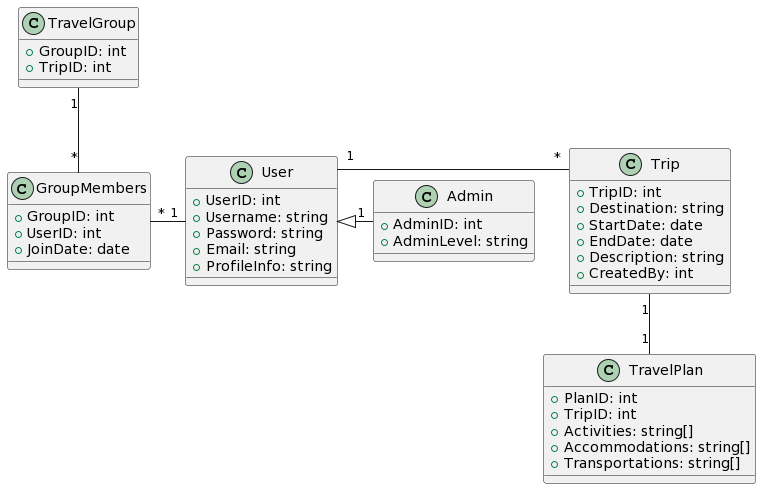 C TravelGroup
GroupID: int
TripID: int
1
*
C GroupMembers
GroupID: int
UserID: int
JoinDate: date
* 1
C User
UserID: int
Username: string
Password: string
Email: string
ProfileInfo: string
1 *
1
C Admin
AdminID: int
AdminLevel: string
C Trip
TripID: int
Destination: string
StartDate: date
EndDate: date
Description: string
CreatedBy: int
1
1
C TravelPlan
PlanID: int
TripID: int
Activities: string[]
Accommodations: string[]
Transportations: string[]